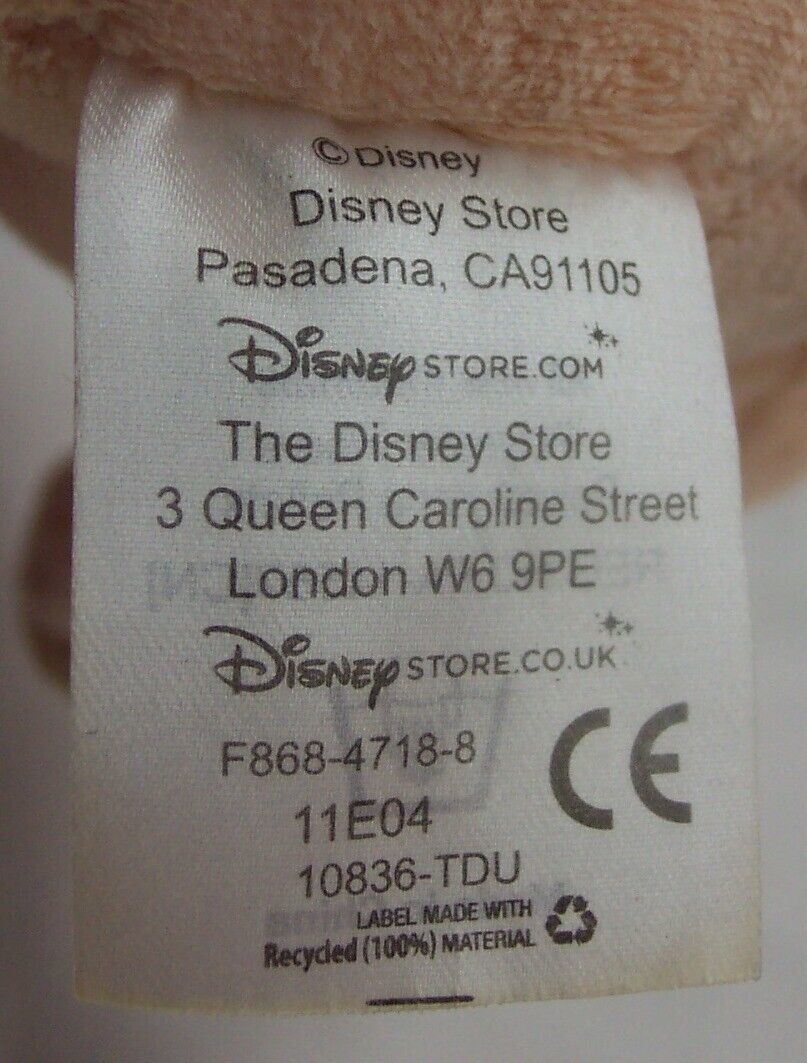 © Disney
Disney Store
Pasadena, CA91105
Disney STORE.COM
The Disney Store
3 Queen Caroline Street
London W6 9PE
Disney STORE.CO.UK
F868-4718-8
CE
11E04
10836-TDU
LABEL MADE WITH
Recycled (100%) MATERIAL